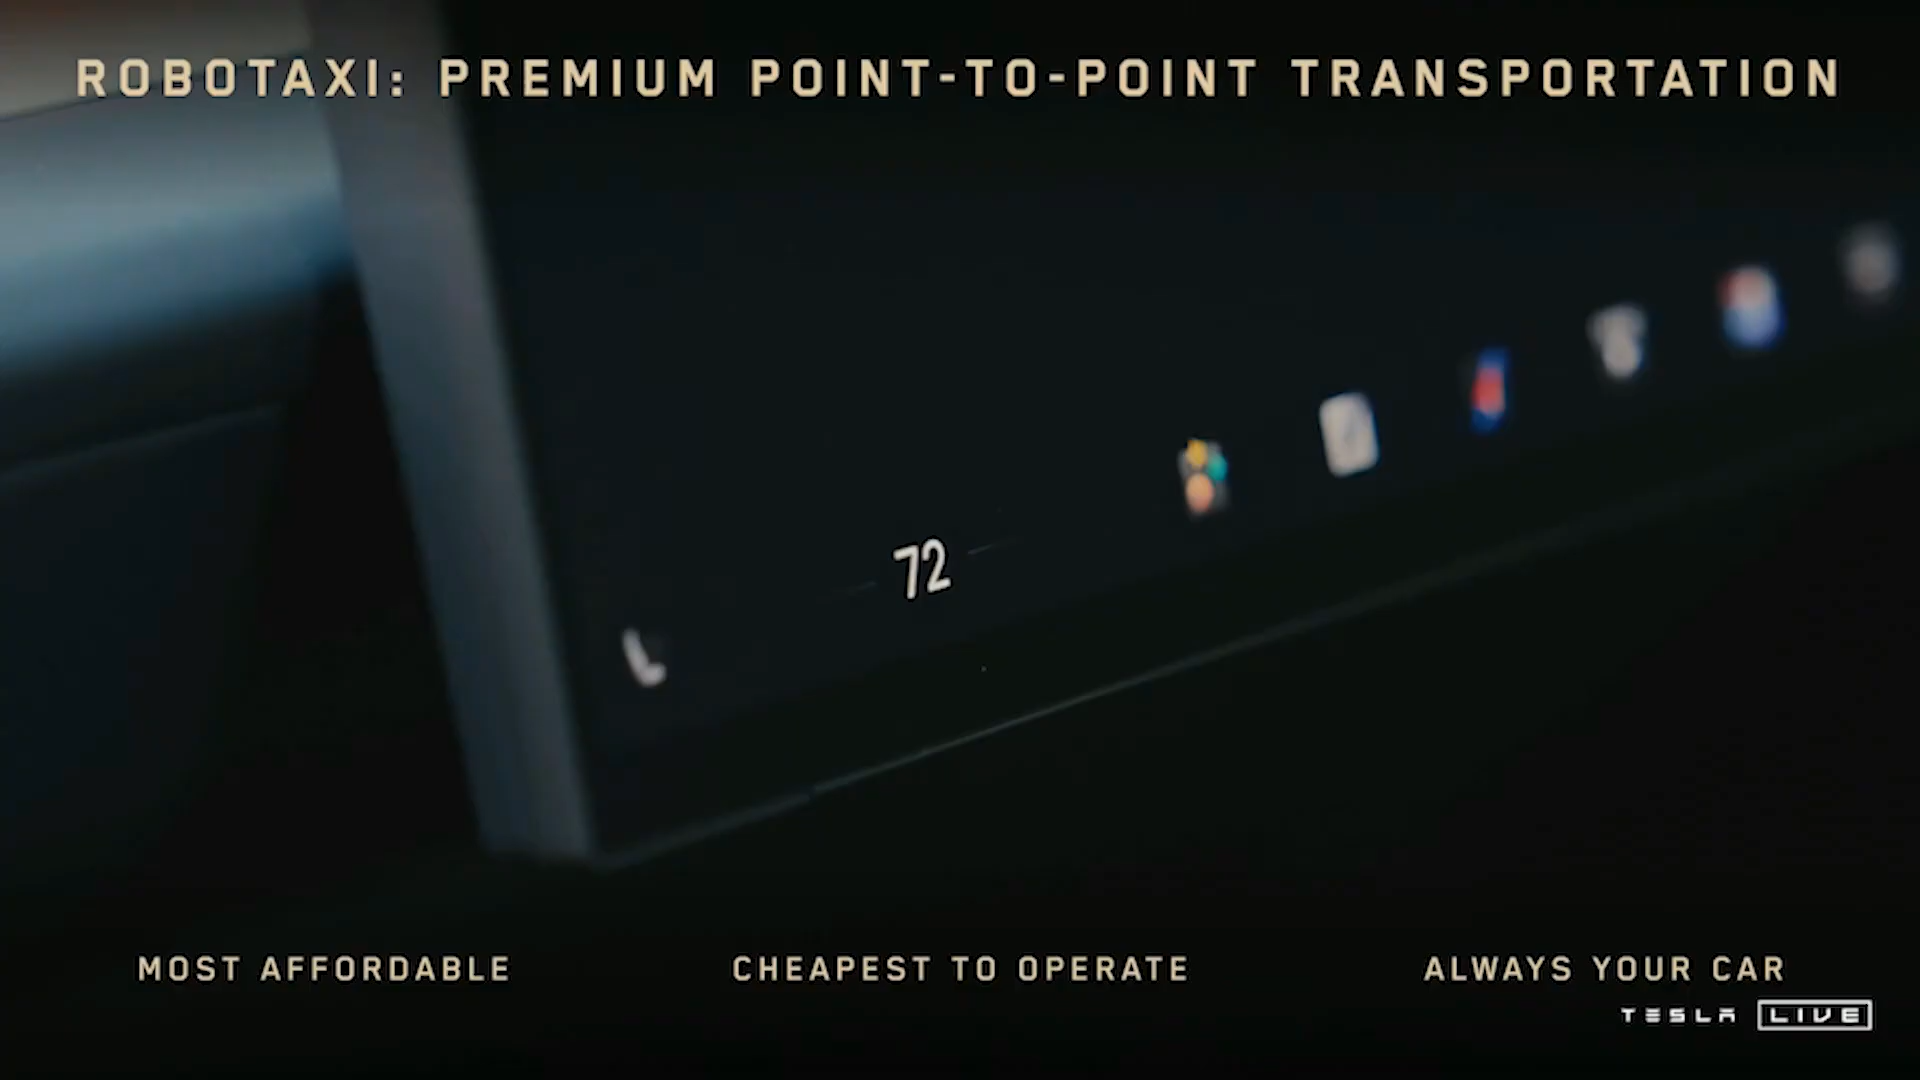 ROBOTAXI: PREMIUM POINT-TO-POINT TRANSPORTATION
72
MOST AFFORDABLE
CHEAPEST TO OPERATE
ALWAYS YOUR CAR
TESLA LIVE